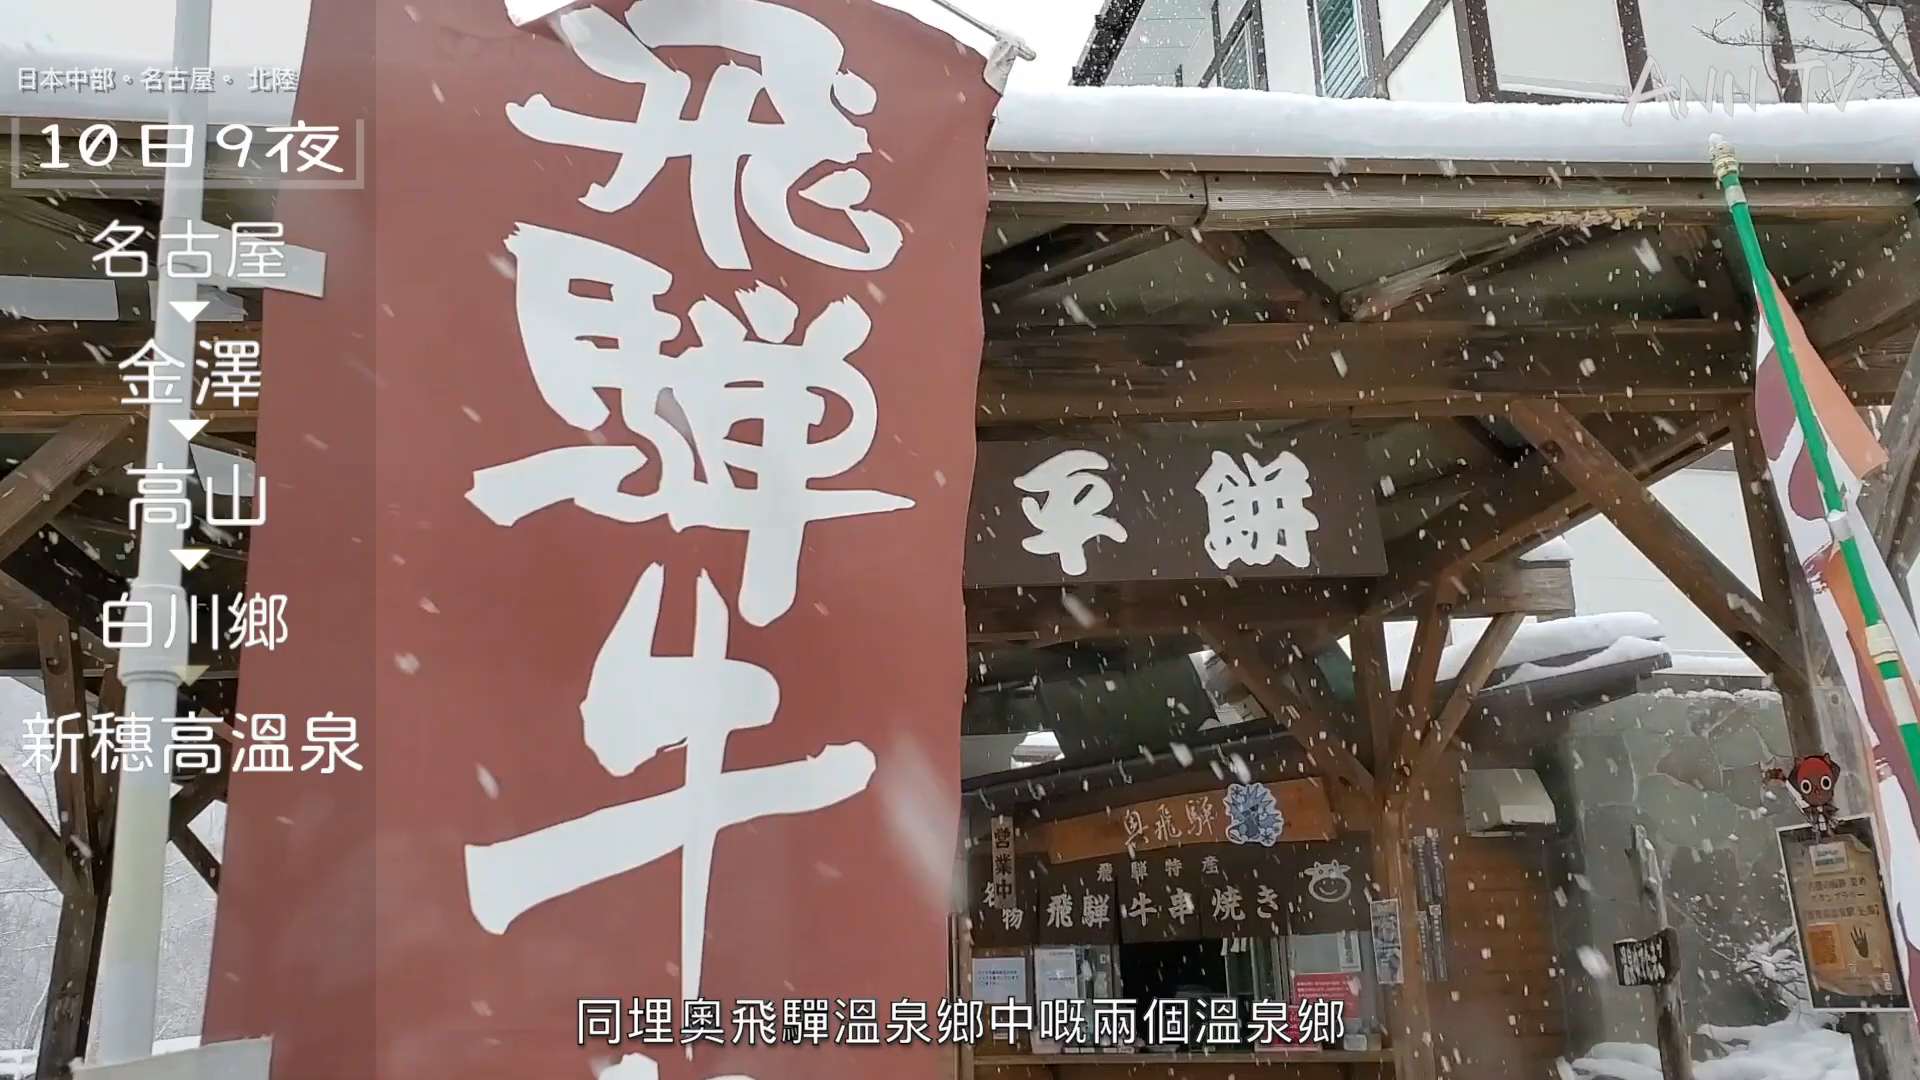 日本中部。名古屋。北陸
10日9夜
名古屋
金澤
高山
白川鄉
新穗高溫泉
ANN TV
飛騨牛
平餅
奥飛騨
営業中
飛騨特産
名物 飛騨牛串焼き
同埋奧飛驒溫泉鄉中嘅兩個溫泉鄉